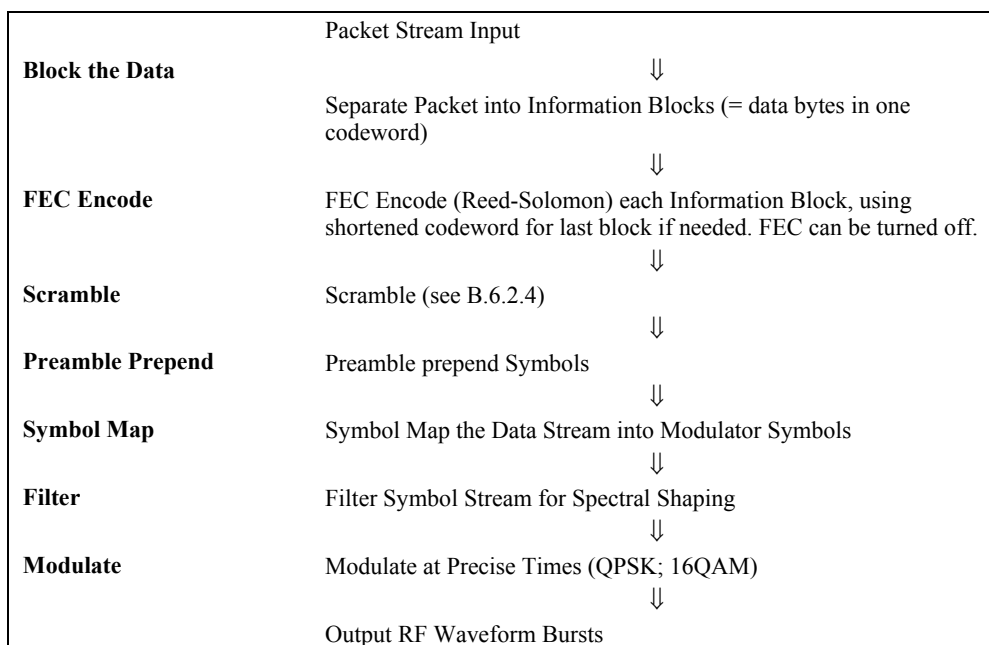 Packet Stream Input
Block the Data ⇓
Separate Packet into Information Blocks (= data bytes in one
codeword)
⇓
FEC Encode FEC Encode (Reed-Solomon) each Information Block, using
shortened codeword for last block if needed. FEC can be turned off.
⇓
Scramble Scramble (see B.6.2.4)
⇓
Preamble Prepend Preamble prepend Symbols
⇓
Symbol Map Symbol Map the Data Stream into Modulator Symbols
⇓
Filter Filter Symbol Stream for Spectral Shaping
⇓
Modulate Modulate at Precise Times (QPSK; 16QAM)
⇓
Output RF Waveform Bursts